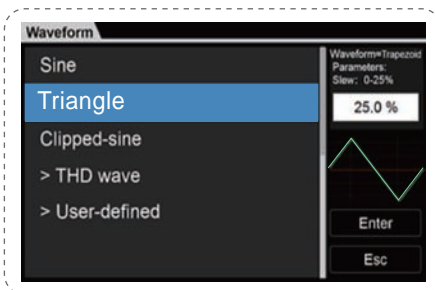 Waveform
Sine
Triangle
Clipped-sine
> THD wave
> User-defined
Waveform=Trapezoid
Parameters:
Slew: 0-25%
25.0 %
Enter
Esc